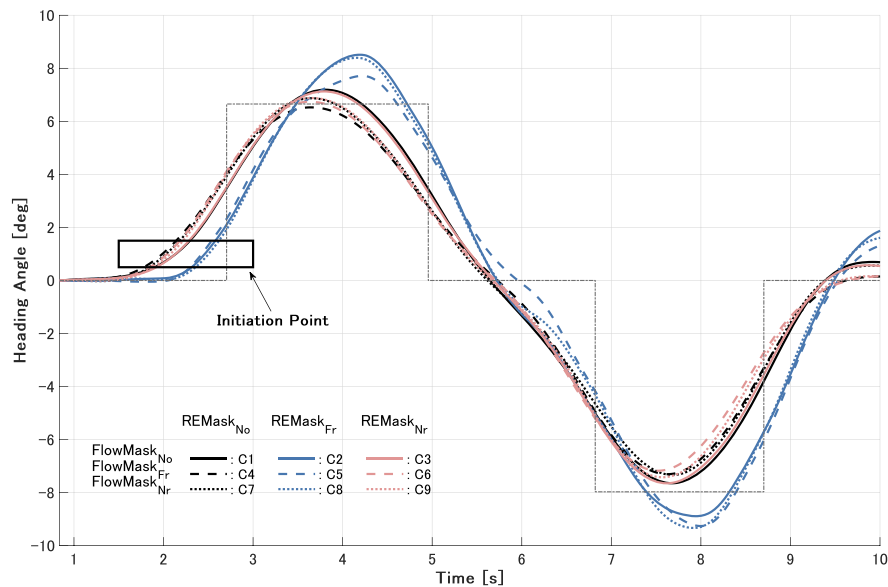 10
8
6
4
2
0
-2
-4
-6
-8
-10
Heading Angle [deg]
Initiation Point
REMask_No REMask_Fr REMask_Nr
FlowMask_No : C1 : C2 : C3
FlowMask_Fr : C4 : C5 : C6
FlowMask_Nr : C7 : C8 : C9
1 2 3 4 5 6 7 8 9 10
Time [s]